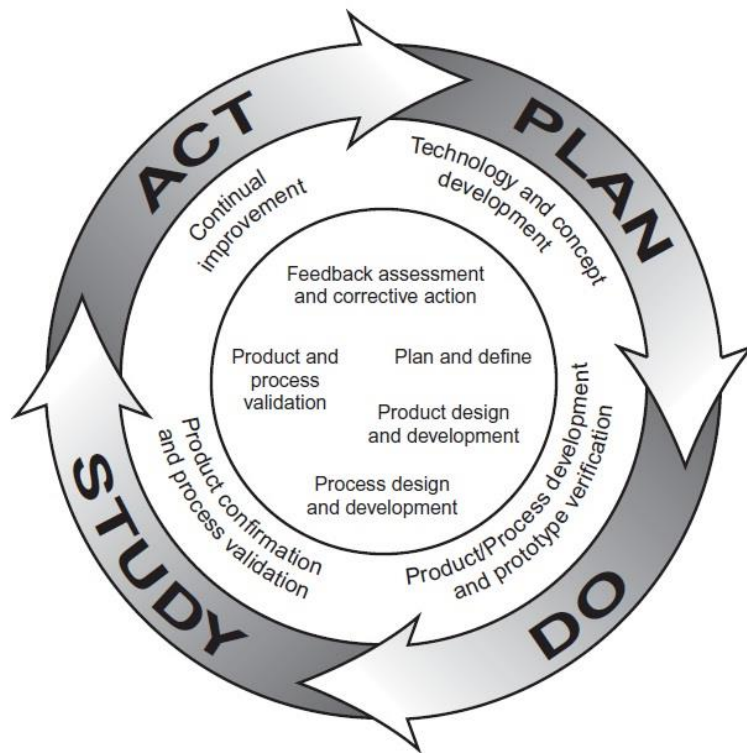 ACT
PLAN
DO
STUDY
Continual
improvement
Technology and concept
development
Product/Process development
and prototype verification
Product confirmation
and process validation
Feedback assessment
and corrective action
Product and
process
validation
Plan and define
Product design
and development
Process design
and development